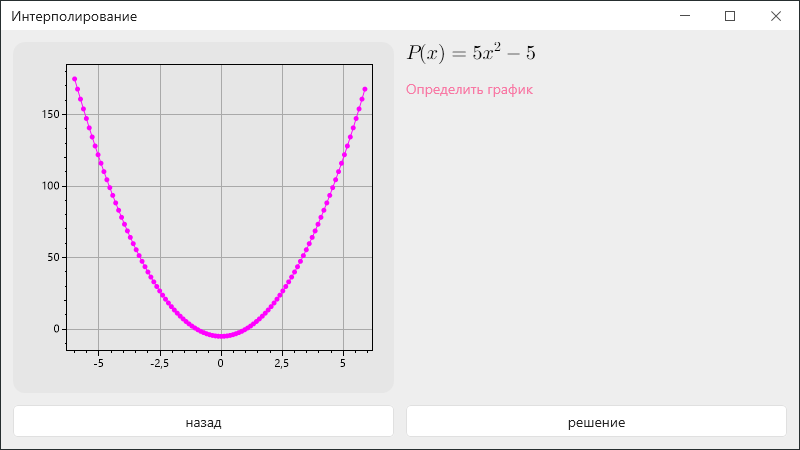 Интерполирование
P(x) = 5x² − 5
Определить график
150
100
50
0
-5 -2,5 0 2,5 5
назад
решение